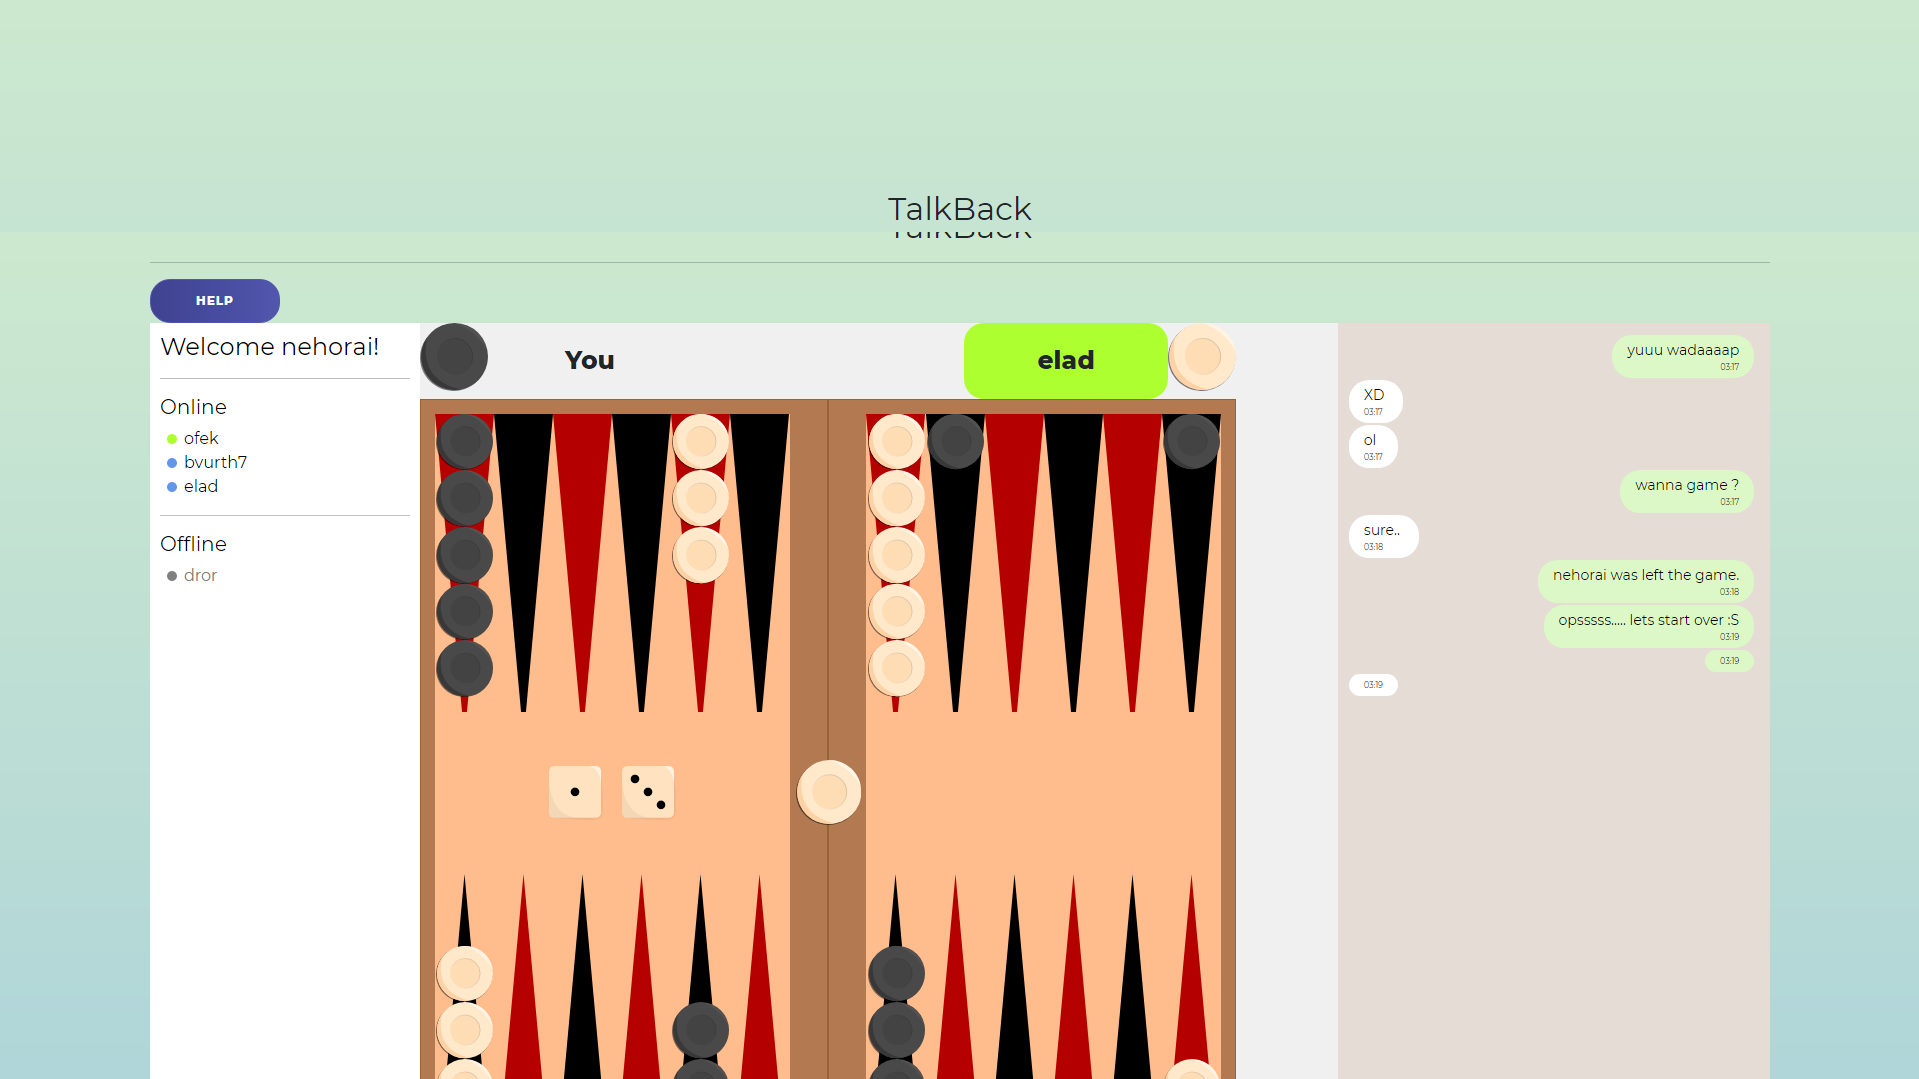 TalkBack
TalkBack
HELP
Welcome nehorai!
Online
ofek
bvurth7
elad
Offline
dror
You
elad
yuuu wadaaaap
03:17
XD
03:17
ol
03:17
wanna game ?
03:17
sure..
03:18
nehorai was left the game.
03:18
opsssss..... lets start over :S
03:19
03:19
03:19